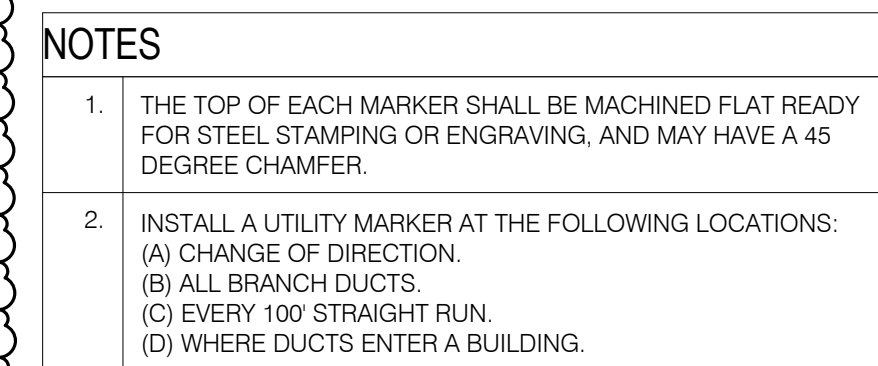 NOTES
1. THE TOP OF EACH MARKER SHALL BE MACHINED FLAT READY
FOR STEEL STAMPING OR ENGRAVING, AND MAY HAVE A 45
DEGREE CHAMFER.
2. INSTALL A UTILITY MARKER AT THE FOLLOWING LOCATIONS:
(A) CHANGE OF DIRECTION.
(B) ALL BRANCH DUCTS.
(C) EVERY 100' STRAIGHT RUN.
(D) WHERE DUCTS ENTER A BUILDING.